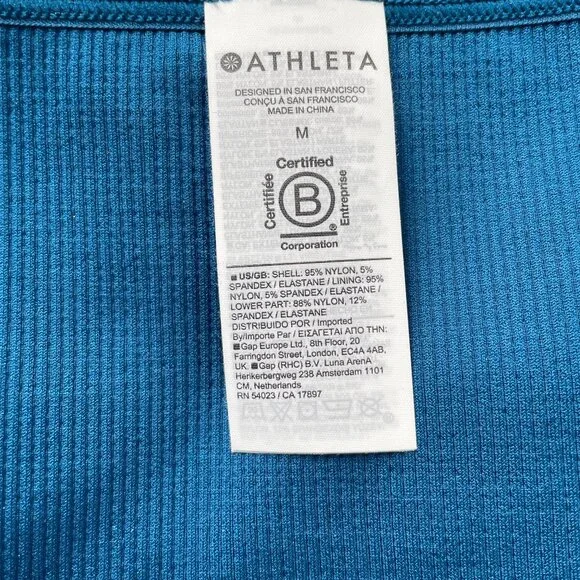 ATHLETA
DESIGNED IN SAN FRANCISCO
CONÇU À SAN FRANCISCO
MADE IN CHINA
M
Certified
Certifiée
B
Entreprise
®
Corporation
US/GB: SHELL: 95% NYLON, 5%
SPANDEX / ELASTANE / LINING: 95%
NYLON, 5% SPANDEX / ELASTANE /
LOWER PART: 88% NYLON, 12%
SPANDEX / ELASTANE
DISTRIBUIDO POR / Imported
By/Importe Par / ΕΙΣΑΓΕΤΑΙ ΑΠΟ ΤΗΝ:
Gap Europe Ltd., 8th Floor, 20
Farringdon Street, London, EC4A 4AB,
UK. Gap (RHC) B.V. Luna ArenA
Herikerbergweg 238 Amsterdam 1101
CM, Netherlands
RN 54023 / CA 17897